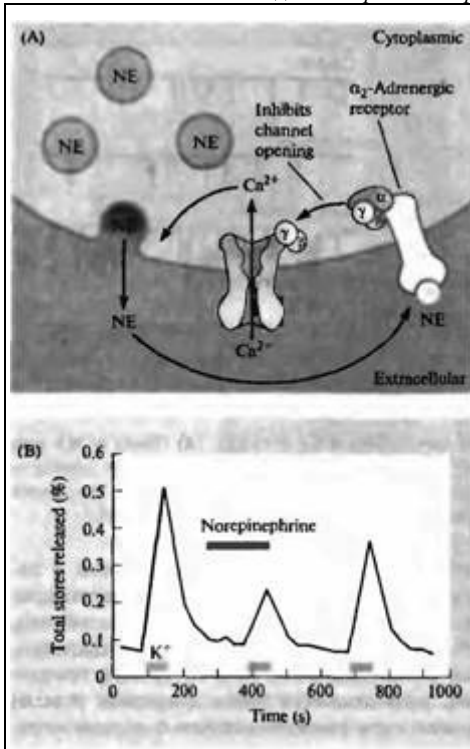 (A)
Cytoplasmic
NE
α₂-Adrenergic
receptor
Inhibits
channel
opening
NE
NE
Ca²⁺
α
γ
γ
NE
NE
NE
Ca²⁺
Extracellular
(B)
Total stores released (%)
0.6
0.5
0.4
0.3
0.2
0.1
0
Norepinephrine
K⁺
200
400
600
800
1000
Time (s)